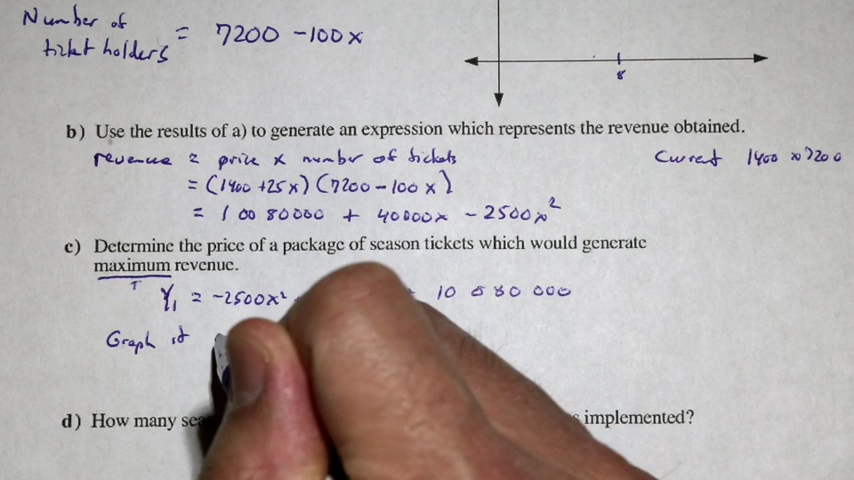 Number of
ticket holders = 7200 - 100x
8
b) Use the results of a) to generate an expression which represents the revenue obtained.
revenue = price x number of tickets
Current 1400 x 7200
= (1400 + 25x)(7200 - 100x)
= 10080000 + 40000x - 2500x²
c) Determine the price of a package of season tickets which would generate
maximum revenue.
Y₁ = -2500x² 10 080 000
Graph it
d) How many implemented?